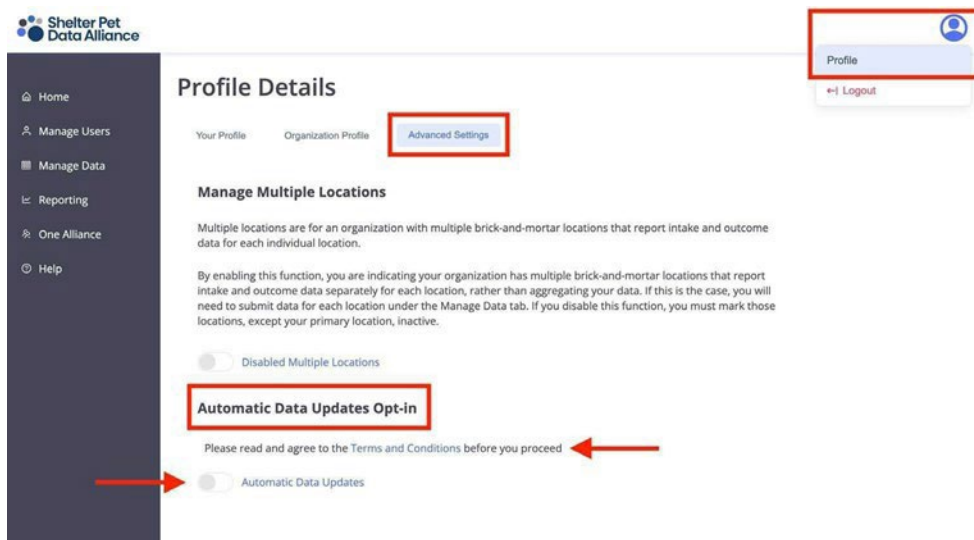 Shelter Pet
Data Alliance
Profile
Logout
Home
Manage Users
Manage Data
Reporting
One Alliance
Help
Profile Details
Your Profile
Organization Profile
Advanced Settings
Manage Multiple Locations
Multiple locations are for an organization with multiple brick-and-mortar locations that report intake and outcome
data for each individual location.
By enabling this function, you are indicating your organization has multiple brick-and-mortar locations that report
intake and outcome data separately for each location, rather than aggregating your data. If this is the case, you will
need to submit data for each location under the Manage Data tab. If you disable this function, you must mark those
locations, except your primary location, inactive.
Disabled Multiple Locations
Automatic Data Updates Opt-in
Please read and agree to the Terms and Conditions before you proceed
Automatic Data Updates